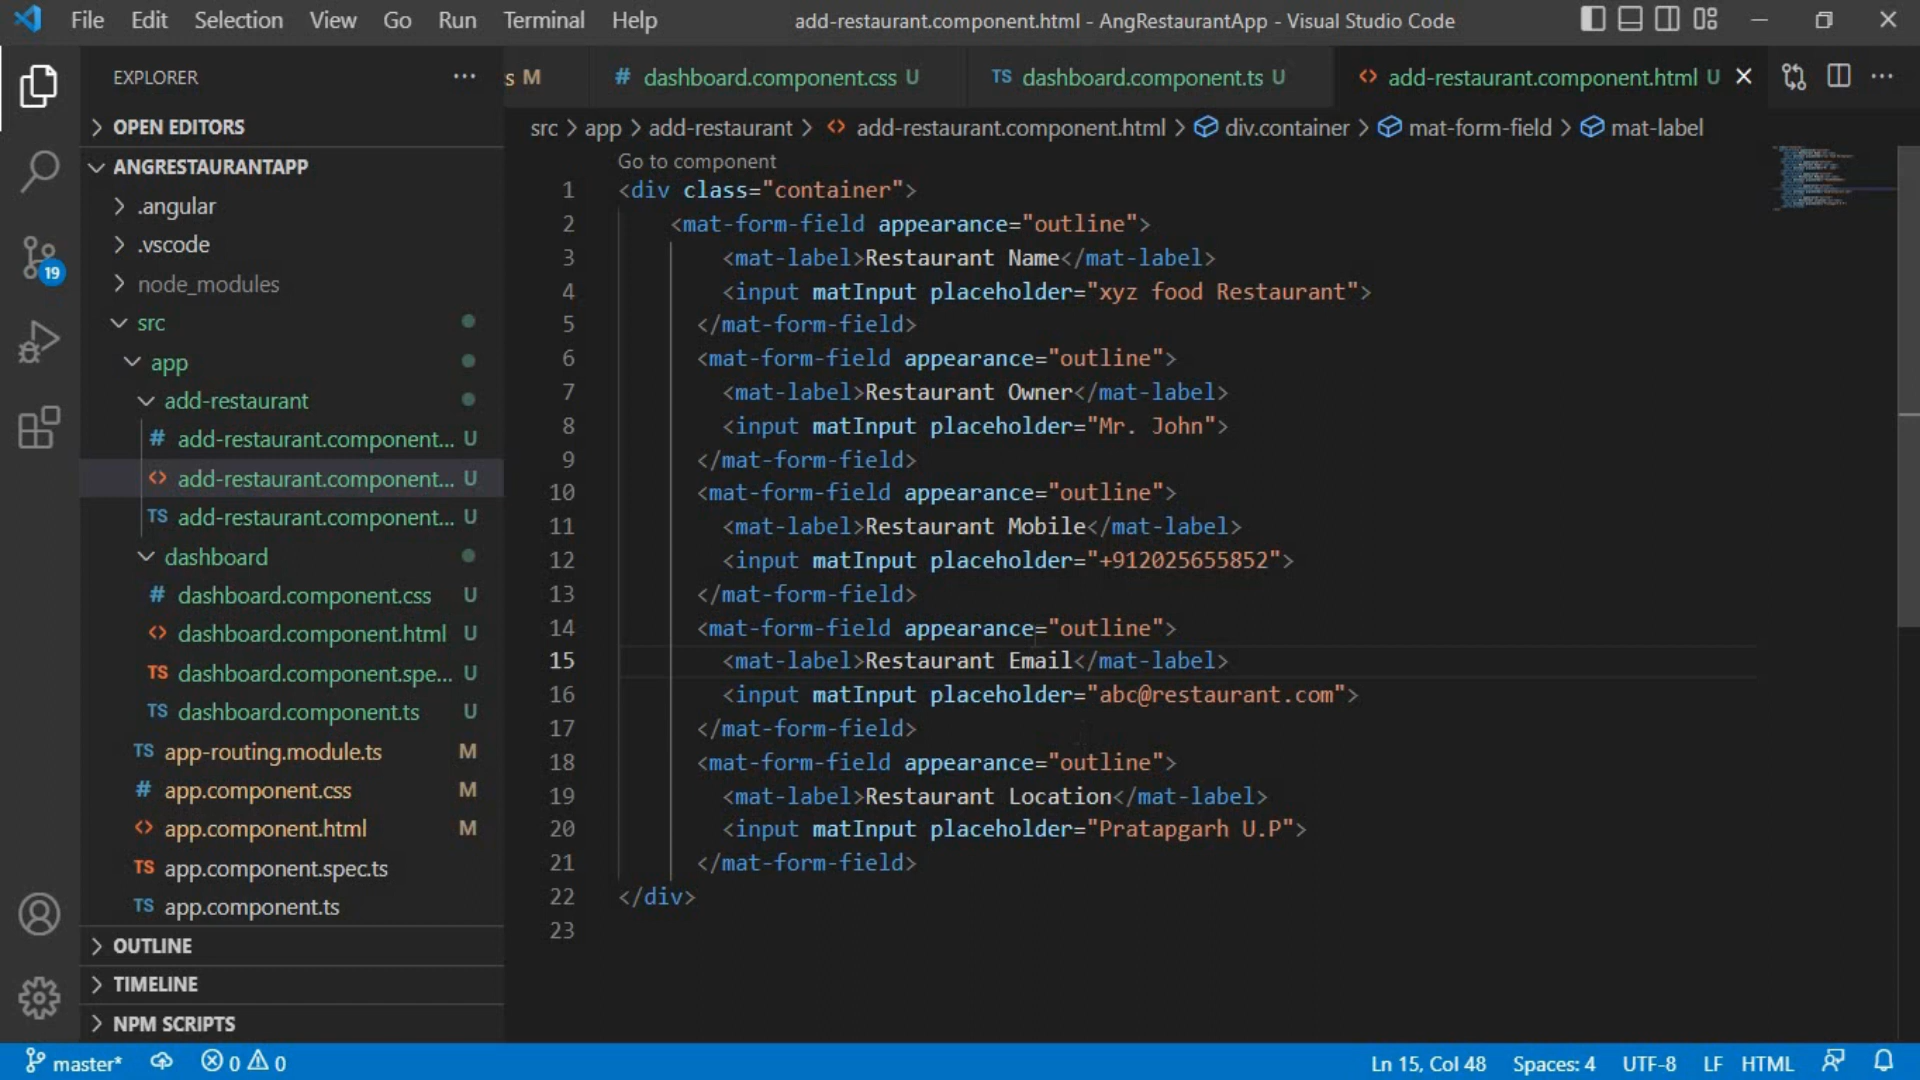 File Edit Selection View Go Run Terminal Help add-restaurant.component.html - AngRestaurantApp - Visual Studio Code
EXPLORER
s M # dashboard.component.css U TS dashboard.component.ts U <> add-restaurant.component.html U
OPEN EDITORS
src > app > add-restaurant > <> add-restaurant.component.html > div.container > mat-form-field > mat-label
ANGRESTAURANTAPP
.angular
.vscode
19
node_modules
src
app
add-restaurant
# add-restaurant.component... U
<> add-restaurant.component... U
TS add-restaurant.component... U
dashboard
# dashboard.component.css U
<> dashboard.component.html U
TS dashboard.component.spe... U
TS dashboard.component.ts U
TS app-routing.module.ts M
# app.component.css M
<> app.component.html M
TS app.component.spec.ts
TS app.component.ts
OUTLINE
TIMELINE
NPM SCRIPTS
Go to component
1 <div class="container">
2 <mat-form-field appearance="outline">
3 <mat-label>Restaurant Name</mat-label>
4 <input matInput placeholder="xyz food Restaurant">
5 </mat-form-field>
6 <mat-form-field appearance="outline">
7 <mat-label>Restaurant Owner</mat-label>
8 <input matInput placeholder="Mr. John">
9 </mat-form-field>
10 <mat-form-field appearance="outline">
11 <mat-label>Restaurant Mobile</mat-label>
12 <input matInput placeholder="+912025655852">
13 </mat-form-field>
14 <mat-form-field appearance="outline">
15 <mat-label>Restaurant Email</mat-label>
16 <input matInput placeholder="abc@restaurant.com">
17 </mat-form-field>
18 <mat-form-field appearance="outline">
19 <mat-label>Restaurant Location</mat-label>
20 <input matInput placeholder="Pratapgarh U.P">
21 </mat-form-field>
22 </div>
23
master* 0 0 Ln 15, Col 48 Spaces: 4 UTF-8 LF HTML